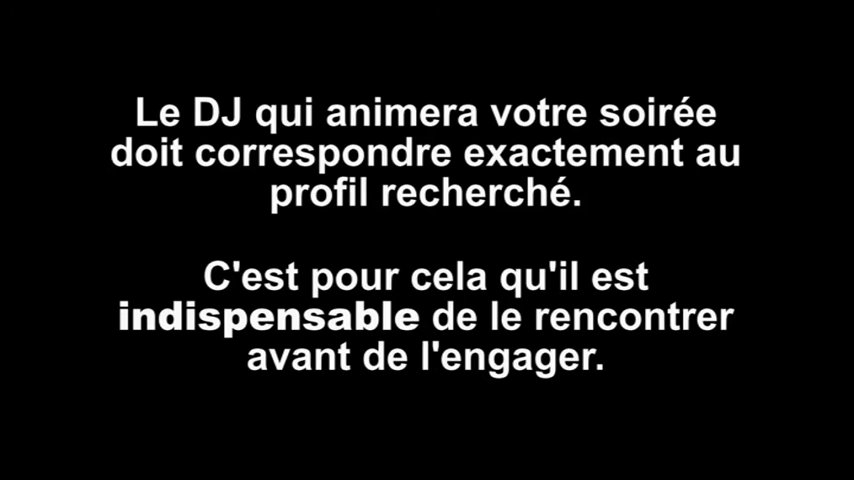 Le DJ qui animera votre soirée
doit correspondre exactement au
profil recherché.
C'est pour cela qu'il est
indispensable de le rencontrer
avant de l'engager.